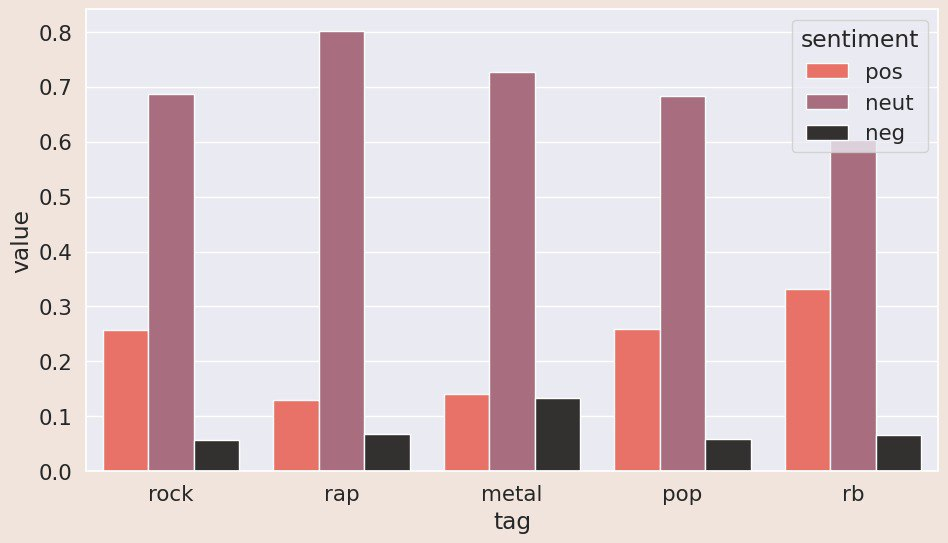 sentiment
pos
neut
neg
0.8
0.7
0.6
0.5
0.4
0.3
0.2
0.1
0.0
value
rock rap metal pop rb
tag